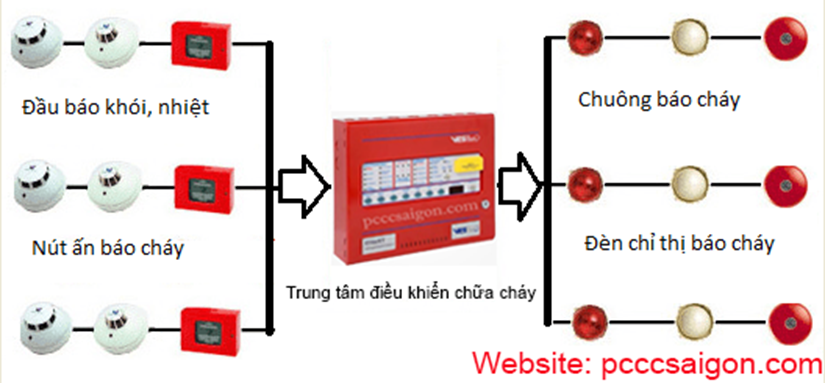 Đầu báo khói, nhiệt
Chuông báo cháy
pcccsaigon.com
Nút ấn báo cháy
Đèn chỉ thị báo cháy
Trung tâm điều khiển chữa cháy
Website: pcccsaigon.com